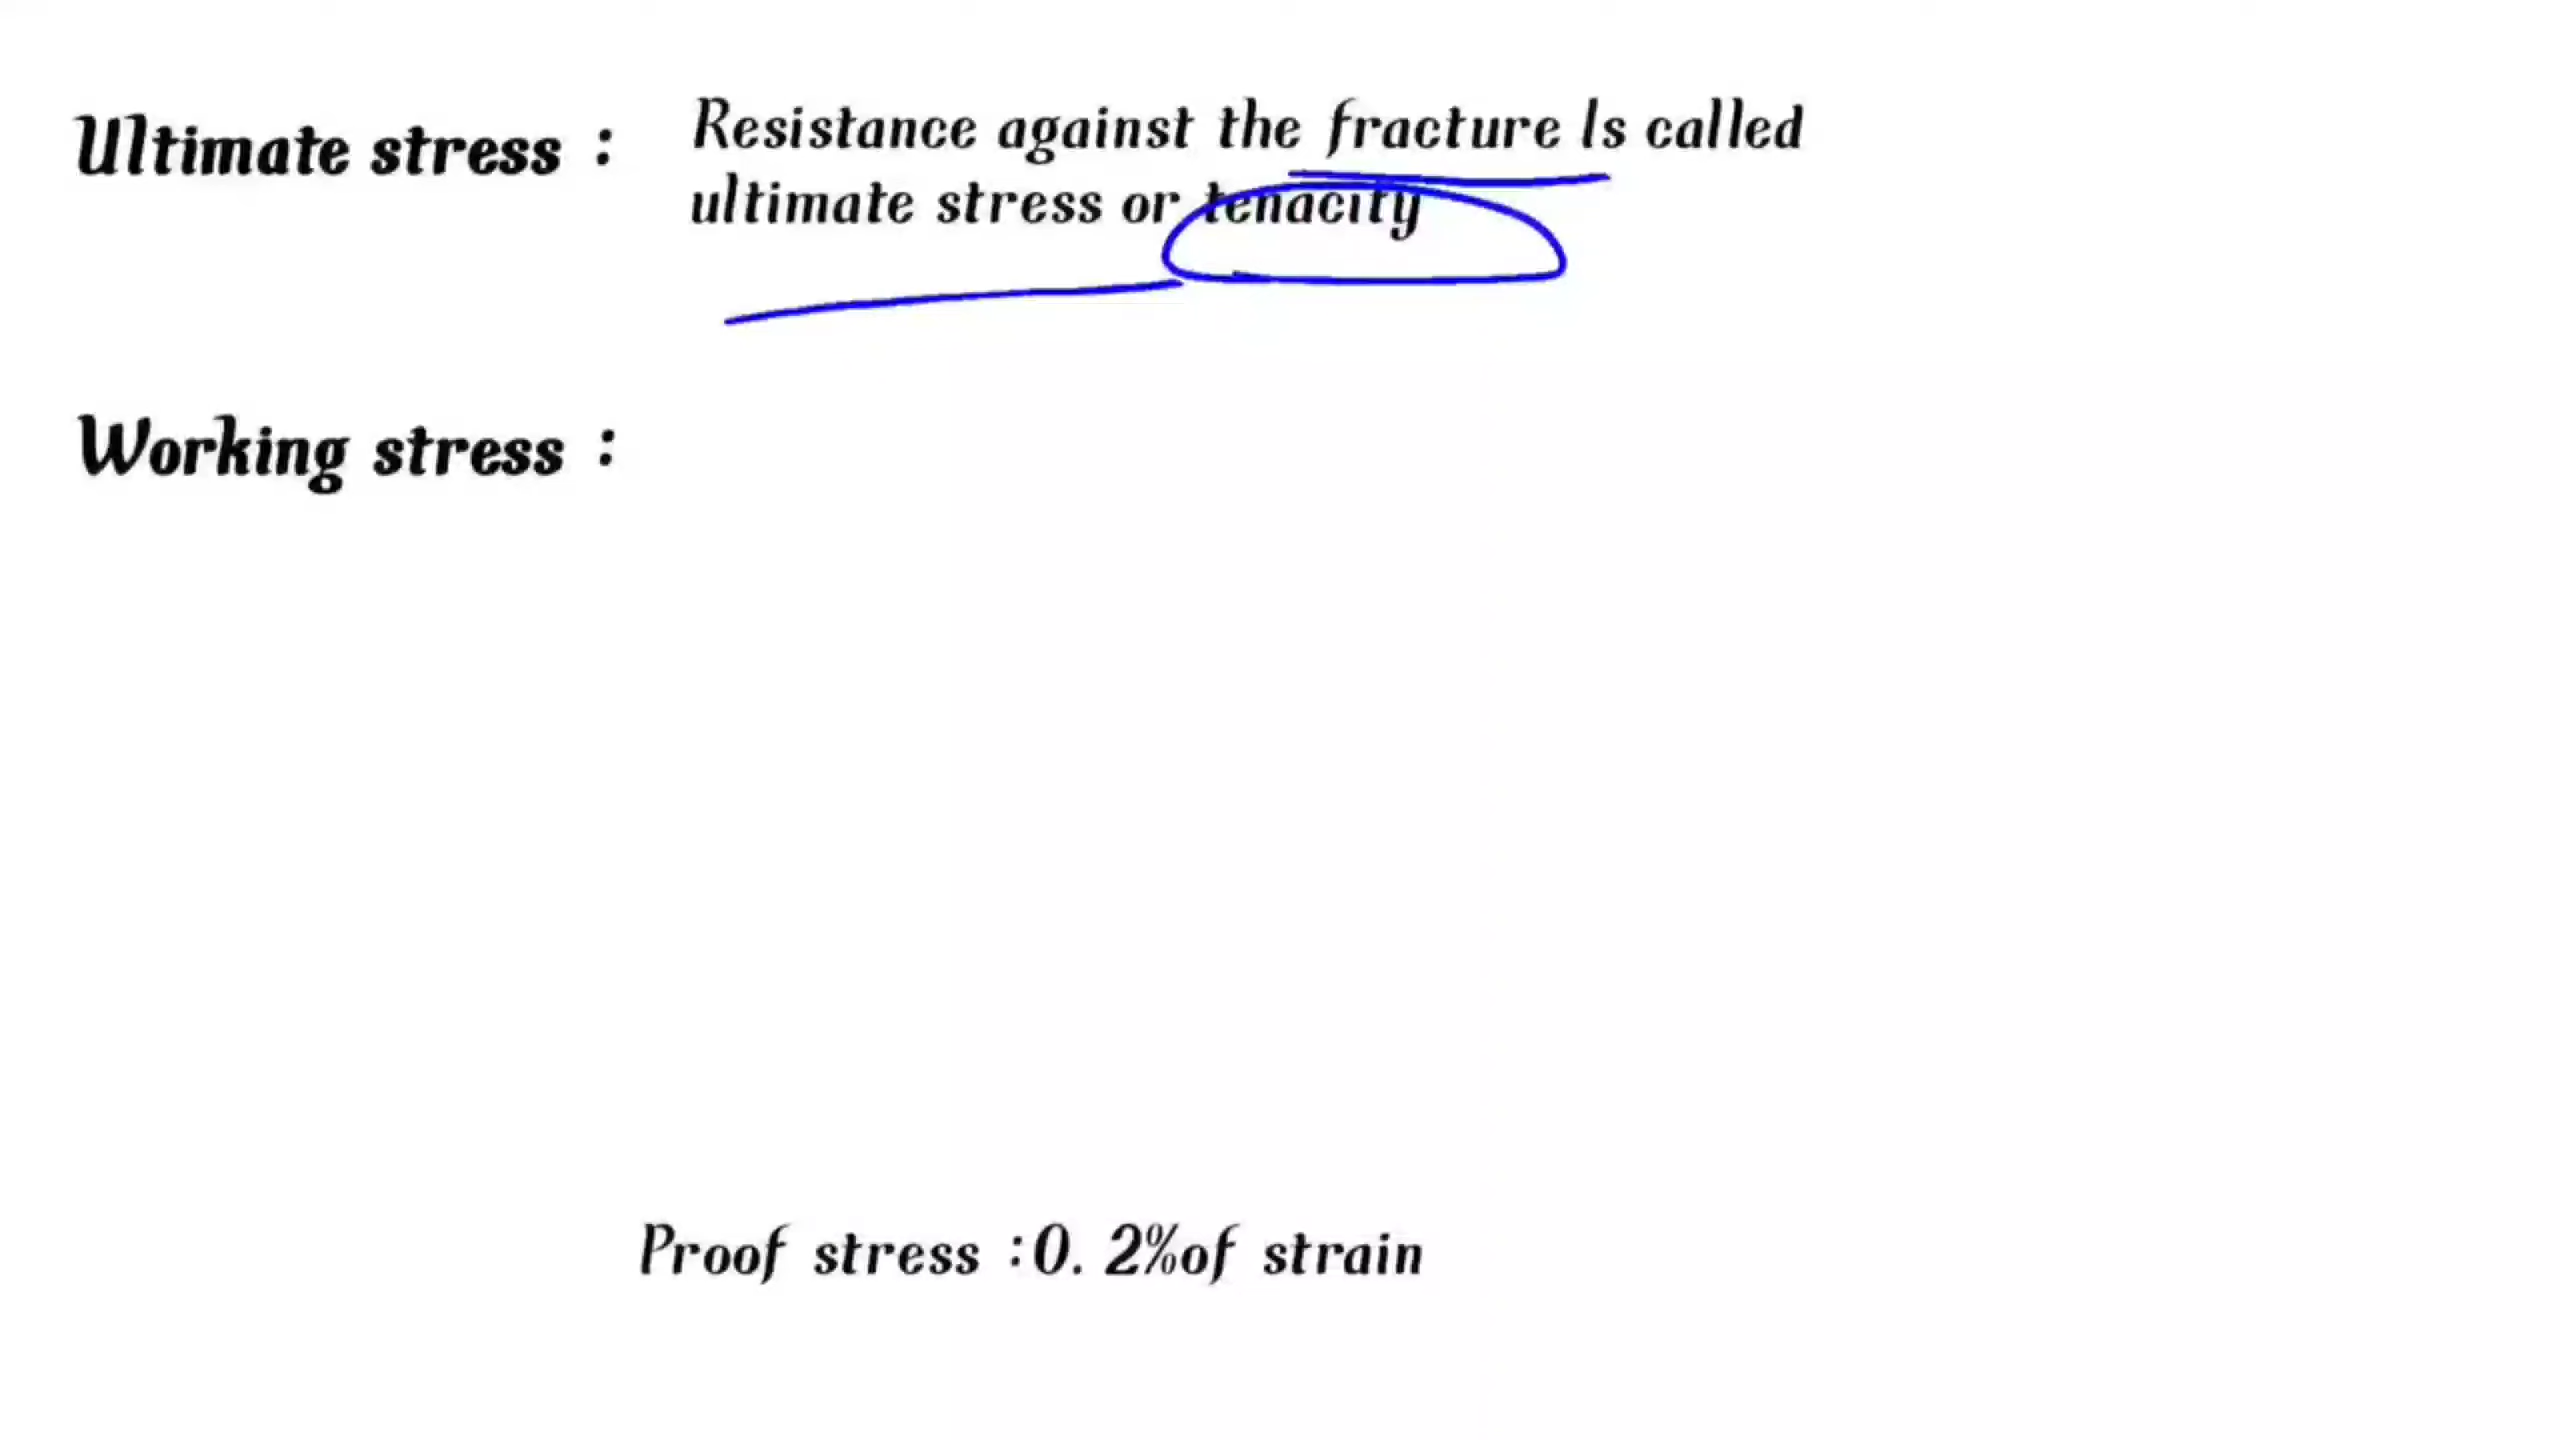 Ultimate stress : Resistance against the fracture Is called
ultimate stress or tenacity
Working stress :
Proof stress :0. 2%of strain